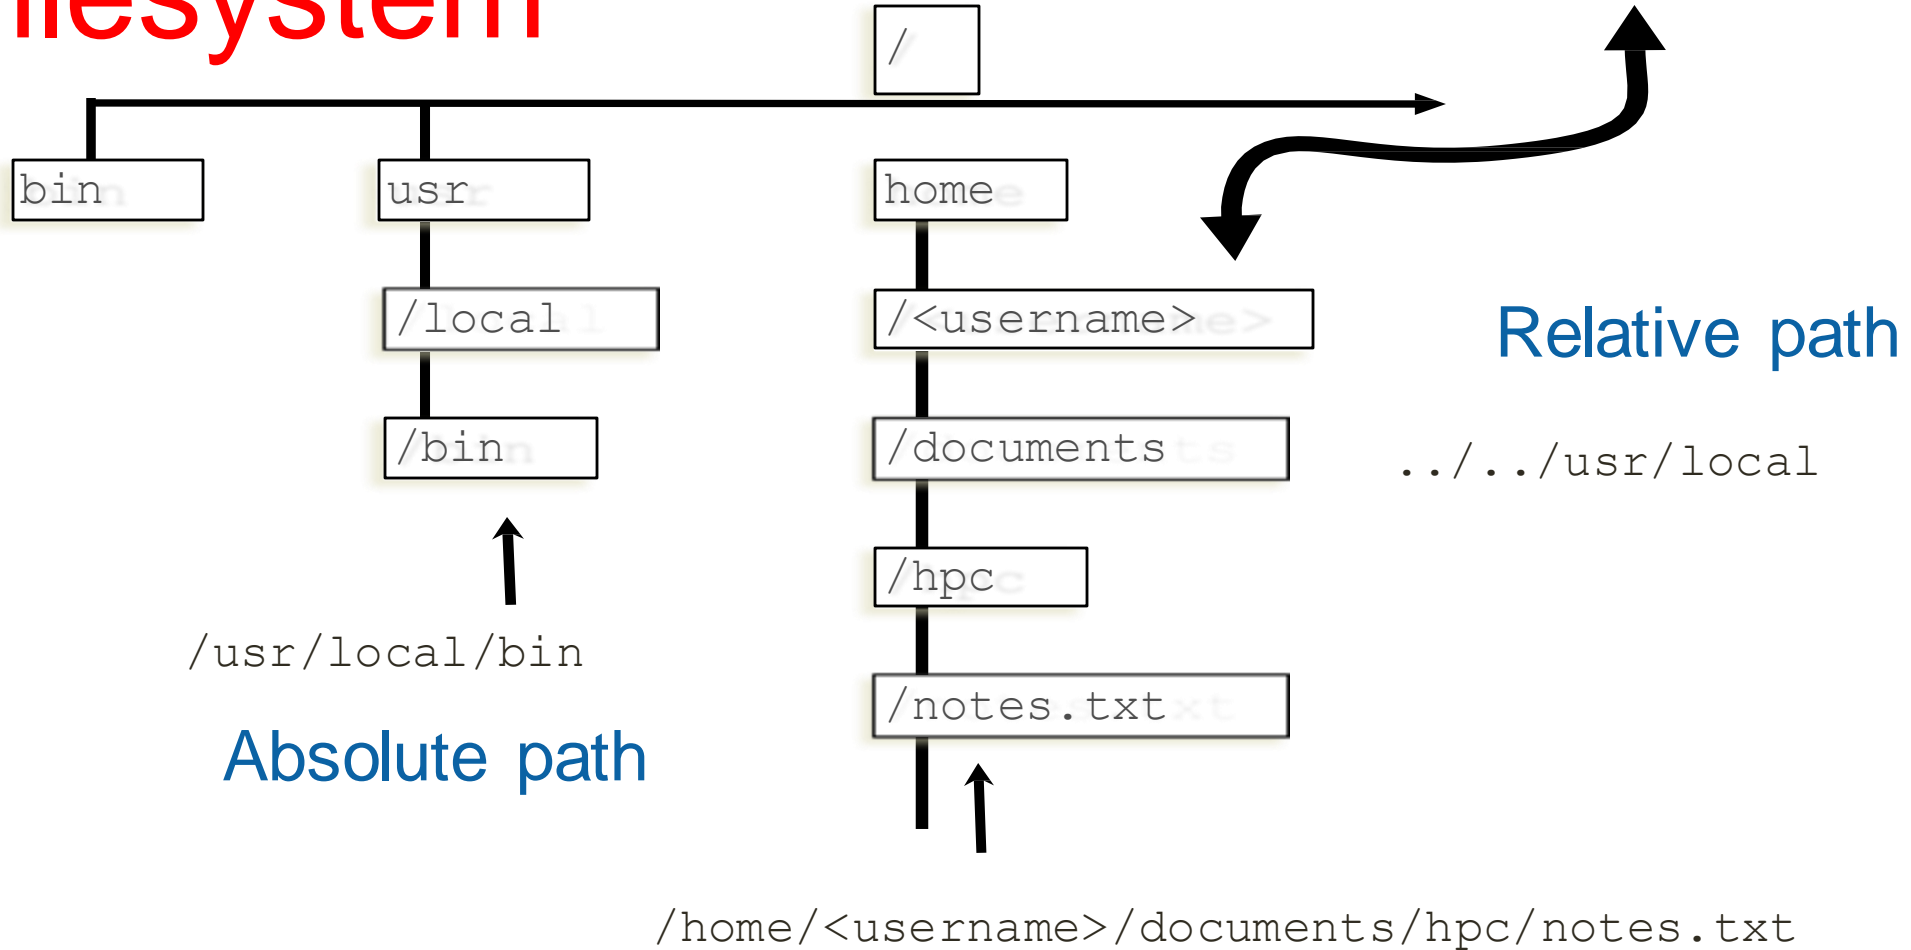 filesystem
/
bin usr home
/local /<username>
Relative path
/bin /documents
../../usr/local
/hpc
/usr/local/bin
/notes.txt
Absolute path
/home/<username>/documents/hpc/notes.txt